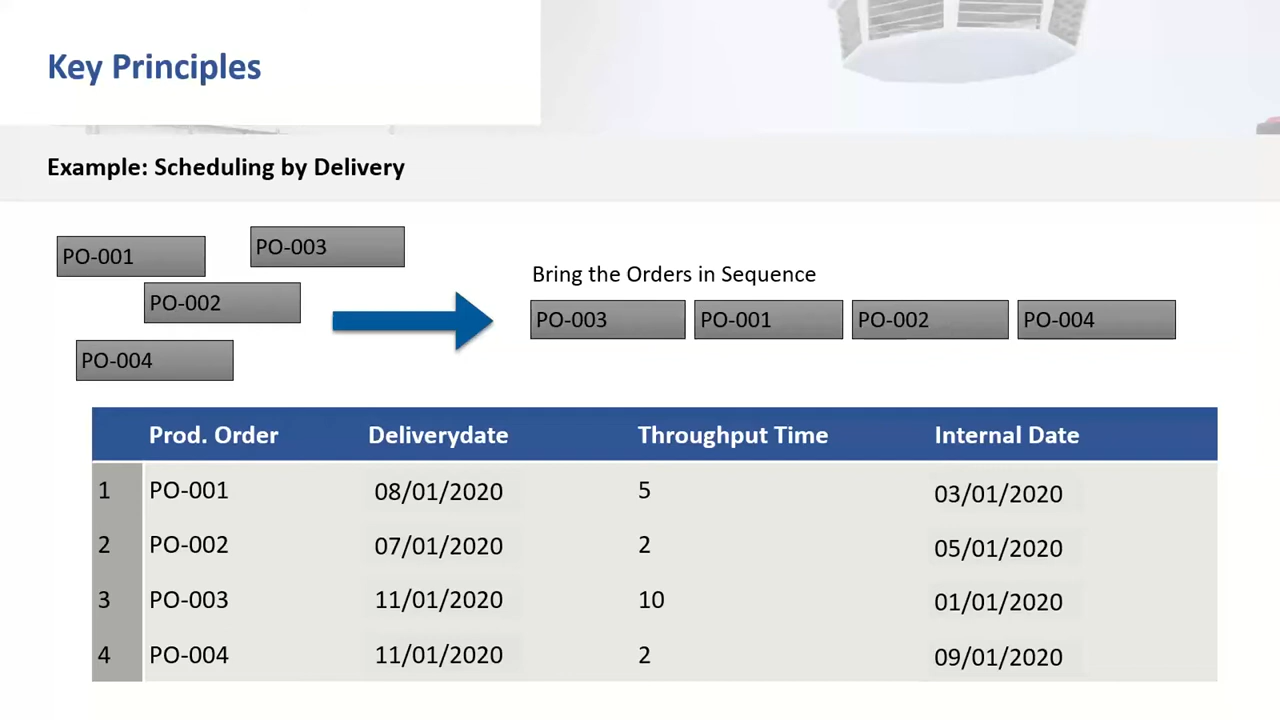 Key Principles
Example: Scheduling by Delivery
PO-001
PO-003
PO-002
PO-004
Bring the Orders in Sequence
PO-003 PO-001 PO-002 PO-004
Prod. Order Deliverydate Throughput Time Internal Date
1 PO-001 08/01/2020 5 03/01/2020
2 PO-002 07/01/2020 2 05/01/2020
3 PO-003 11/01/2020 10 01/01/2020
4 PO-004 11/01/2020 2 09/01/2020